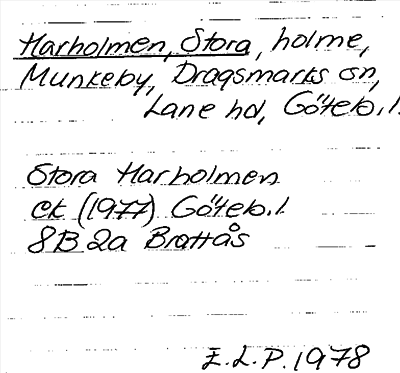 Harholmen, Stora, holme,
Munkeby, Dragsmarks sn,
Lane hd, Göteb.l.
Stora Harholmen
ek (1977) Göteb.l.
8B 2a Brattås
E.L.P. 1978